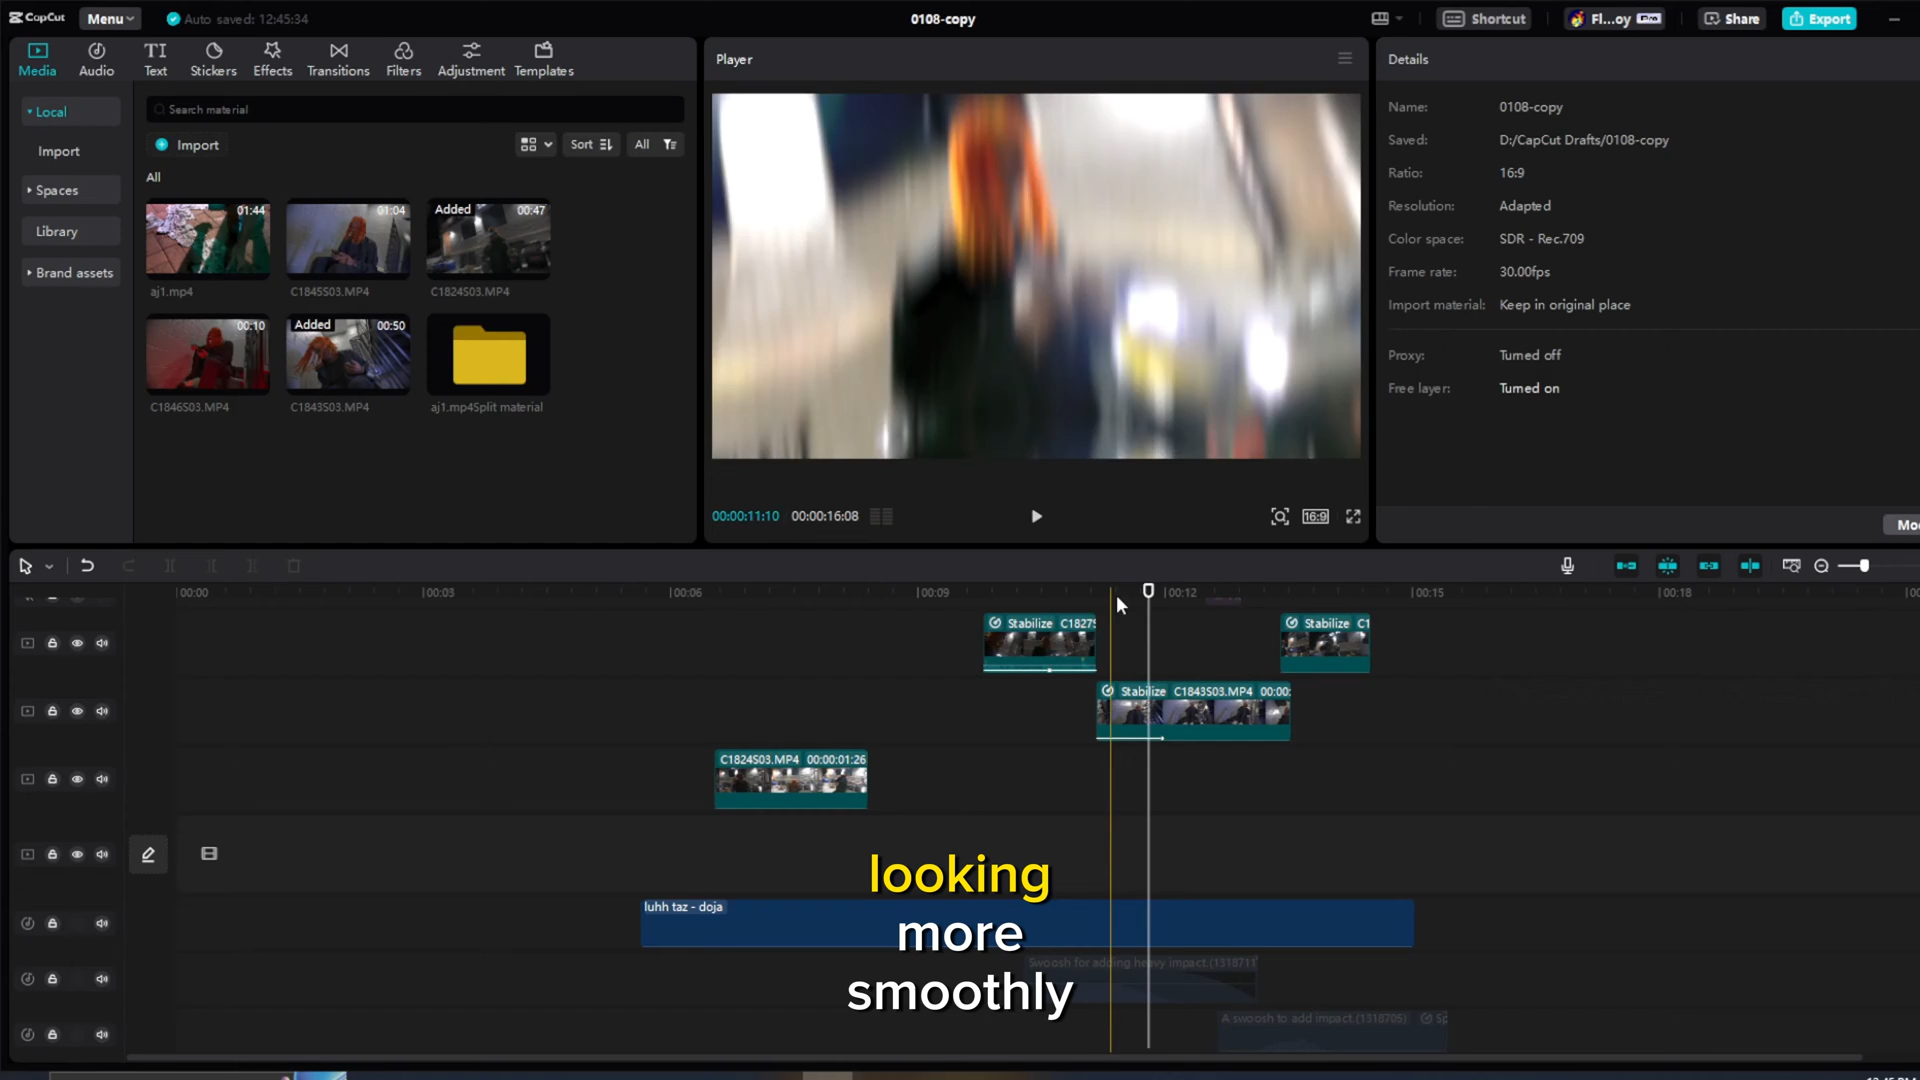 CapCut
Menu
Auto saved: 12:45:34
0108-copy
Shortcut
Fl...oy
Pro
Share
Export
Media
Audio
Text
Stickers
Effects
Transitions
Filters
Adjustment
Templates
Local
Import
Spaces
Library
Brand assets
Search material
Import
Sort
All
All
01:44
aj1.mp4
01:04
C1845S03.MP4
Added
00:47
C1824S03.MP4
00:10
C1846S03.MP4
Added
00:50
C1843S03.MP4
aj1.mp4Split material
Player
00:00:11:10
00:00:16:08
16:9
Details
Name:
0108-copy
Saved:
D:/CapCut Drafts/0108-copy
Ratio:
16:9
Resolution:
Adapted
Color space:
SDR - Rec.709
Frame rate:
30.00fps
Import material:
Keep in original place
Proxy:
Turned off
Free layer:
Turned on
Mo
00:00
00:03
00:06
00:09
00:12
00:15
00:18
Stabilize C1827S
Stabilize C1
Stabilize C1843S03.MP4 00:00:
C1824S03.MP4 00:00:01:26
luhh taz - doja
Swoosh for adding heavy impact.(1318711
A swoosh to add impact.(1318705)
Sp
looking
more
smoothly